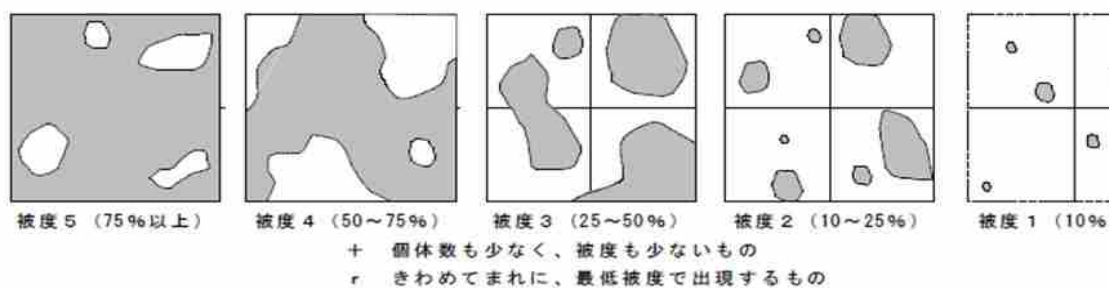 被度5 (75%以上) 被度4 (50~75%) 被度3 (25~50%) 被度2 (10~25%) 被度1 (10%
+ 個体数も少なく、被度も少ないもの
r きわめてまれに、最低被度で出現するもの